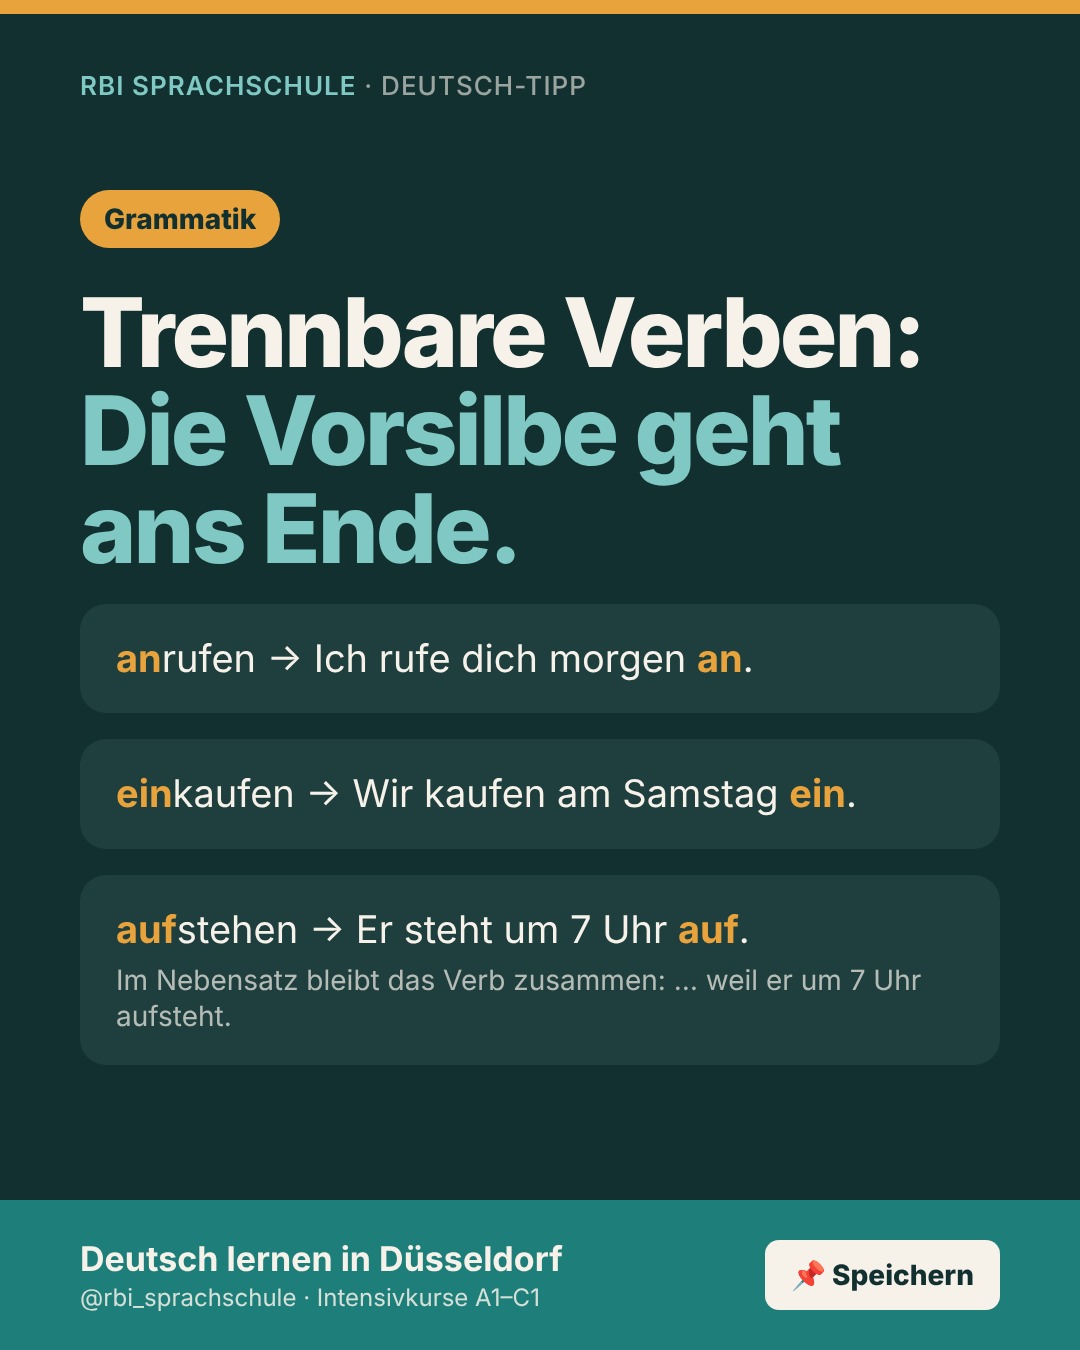 RBI SPRACHSCHULE · DEUTSCH-TIPP
Grammatik
Trennbare Verben:
Die Vorsilbe geht
ans Ende.
anrufen → Ich rufe dich morgen an.
einkaufen → Wir kaufen am Samstag ein.
aufstehen → Er steht um 7 Uhr auf.
Im Nebensatz bleibt das Verb zusammen: ... weil er um 7 Uhr
aufsteht.
Deutsch lernen in Düsseldorf
@rbi_sprachschule · Intensivkurse A1–C1
📌 Speichern